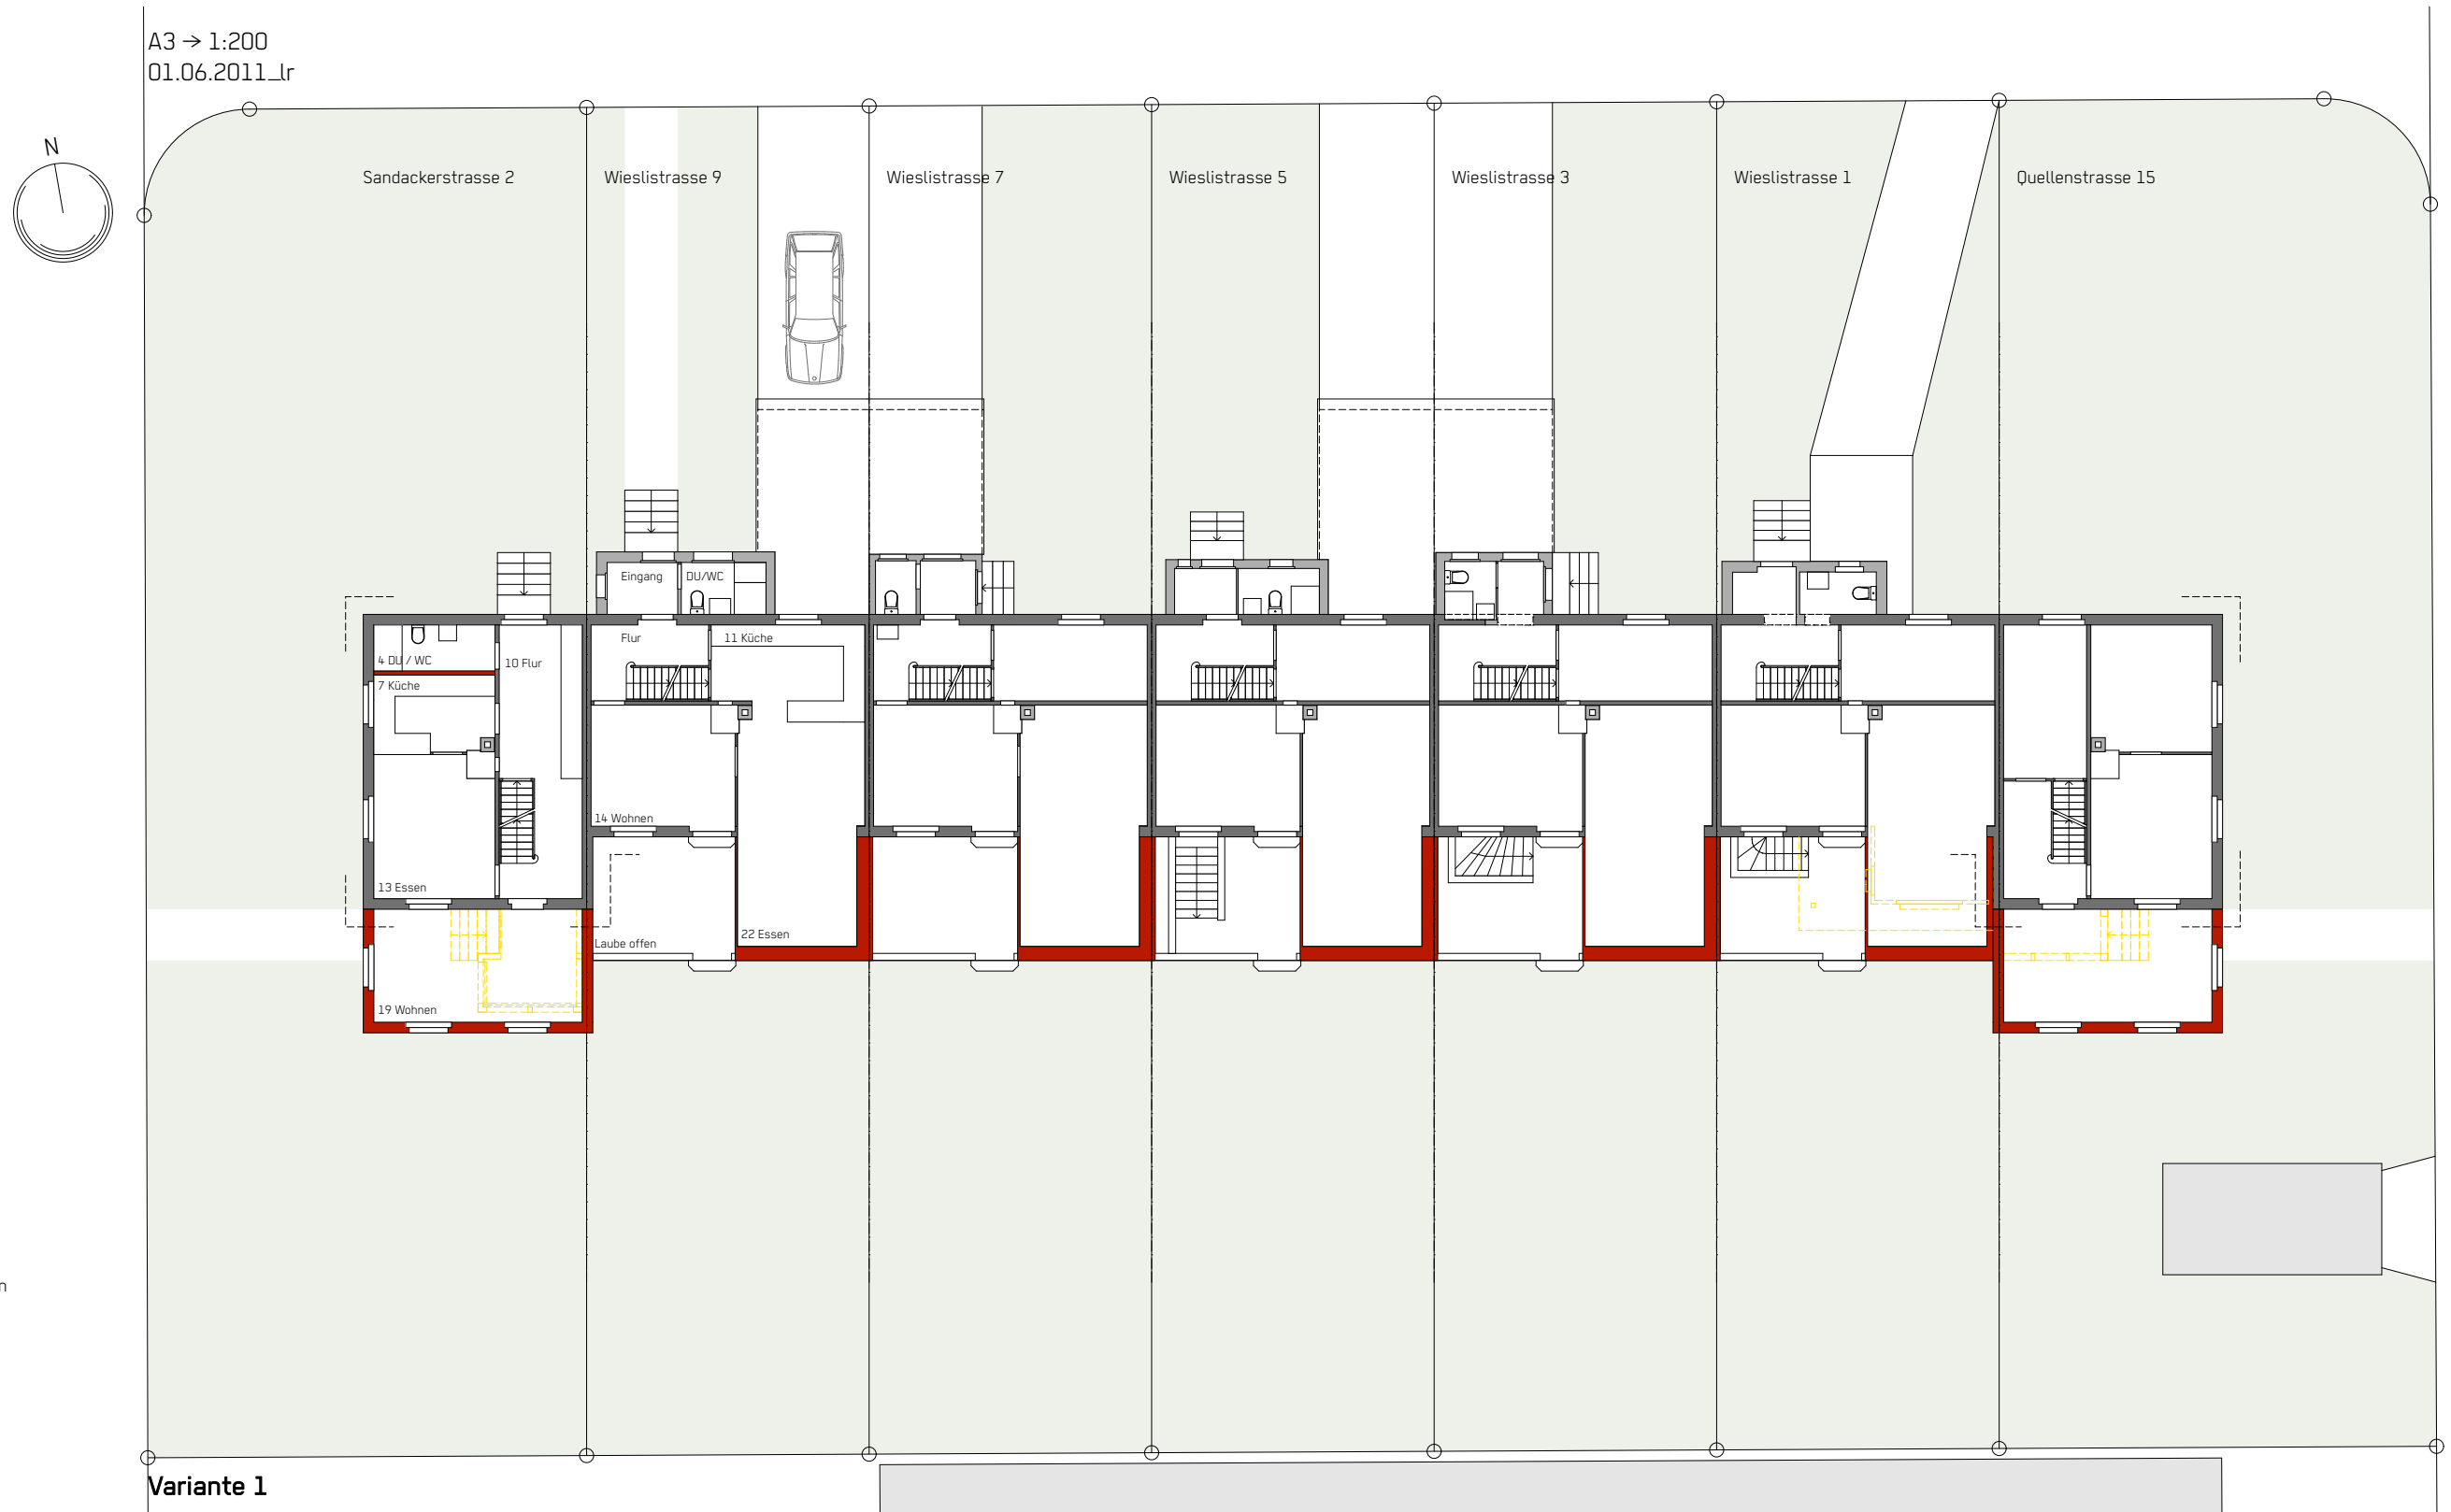 A3 → 1:200
01.06.2011_lr
N
Sandackerstrasse 2
Wieslistrasse 9
Wieslistrasse 7
Wieslistrasse 5
Wieslistrasse 3
Wieslistrasse 1
Quellenstrasse 15
Eingang
DU/WC
Flur
11 Küche
4 DU / WC
10 Flur
7 Küche
14 Wohnen
13 Essen
22 Essen
Laube offen
19 Wohnen
n
Variante 1